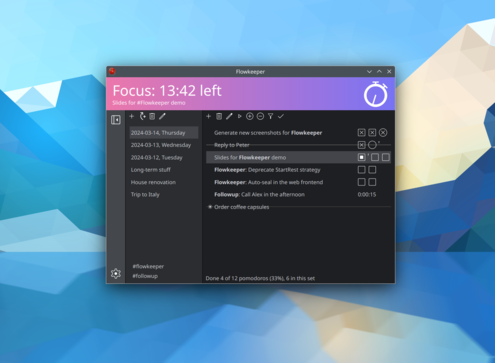 Flowkeeper
Focus: 13:42 left
Slides for #Flowkeeper demo
2024-03-14, Thursday
2024-03-13, Wednesday
2024-03-12, Tuesday
Long-term stuff
House renovation
Trip to Italy
#flowkeeper
#followup
Generate new screenshots for Flowkeeper
Reply to Peter
Slides for Flowkeeper demo
Flowkeeper: Deprecate StartRest strategy
Flowkeeper: Auto-seal in the web frontend
Followup: Call Alex in the afternoon 0:00:15
Order coffee capsules
Done 4 of 12 pomodoros (33%), 6 in this set